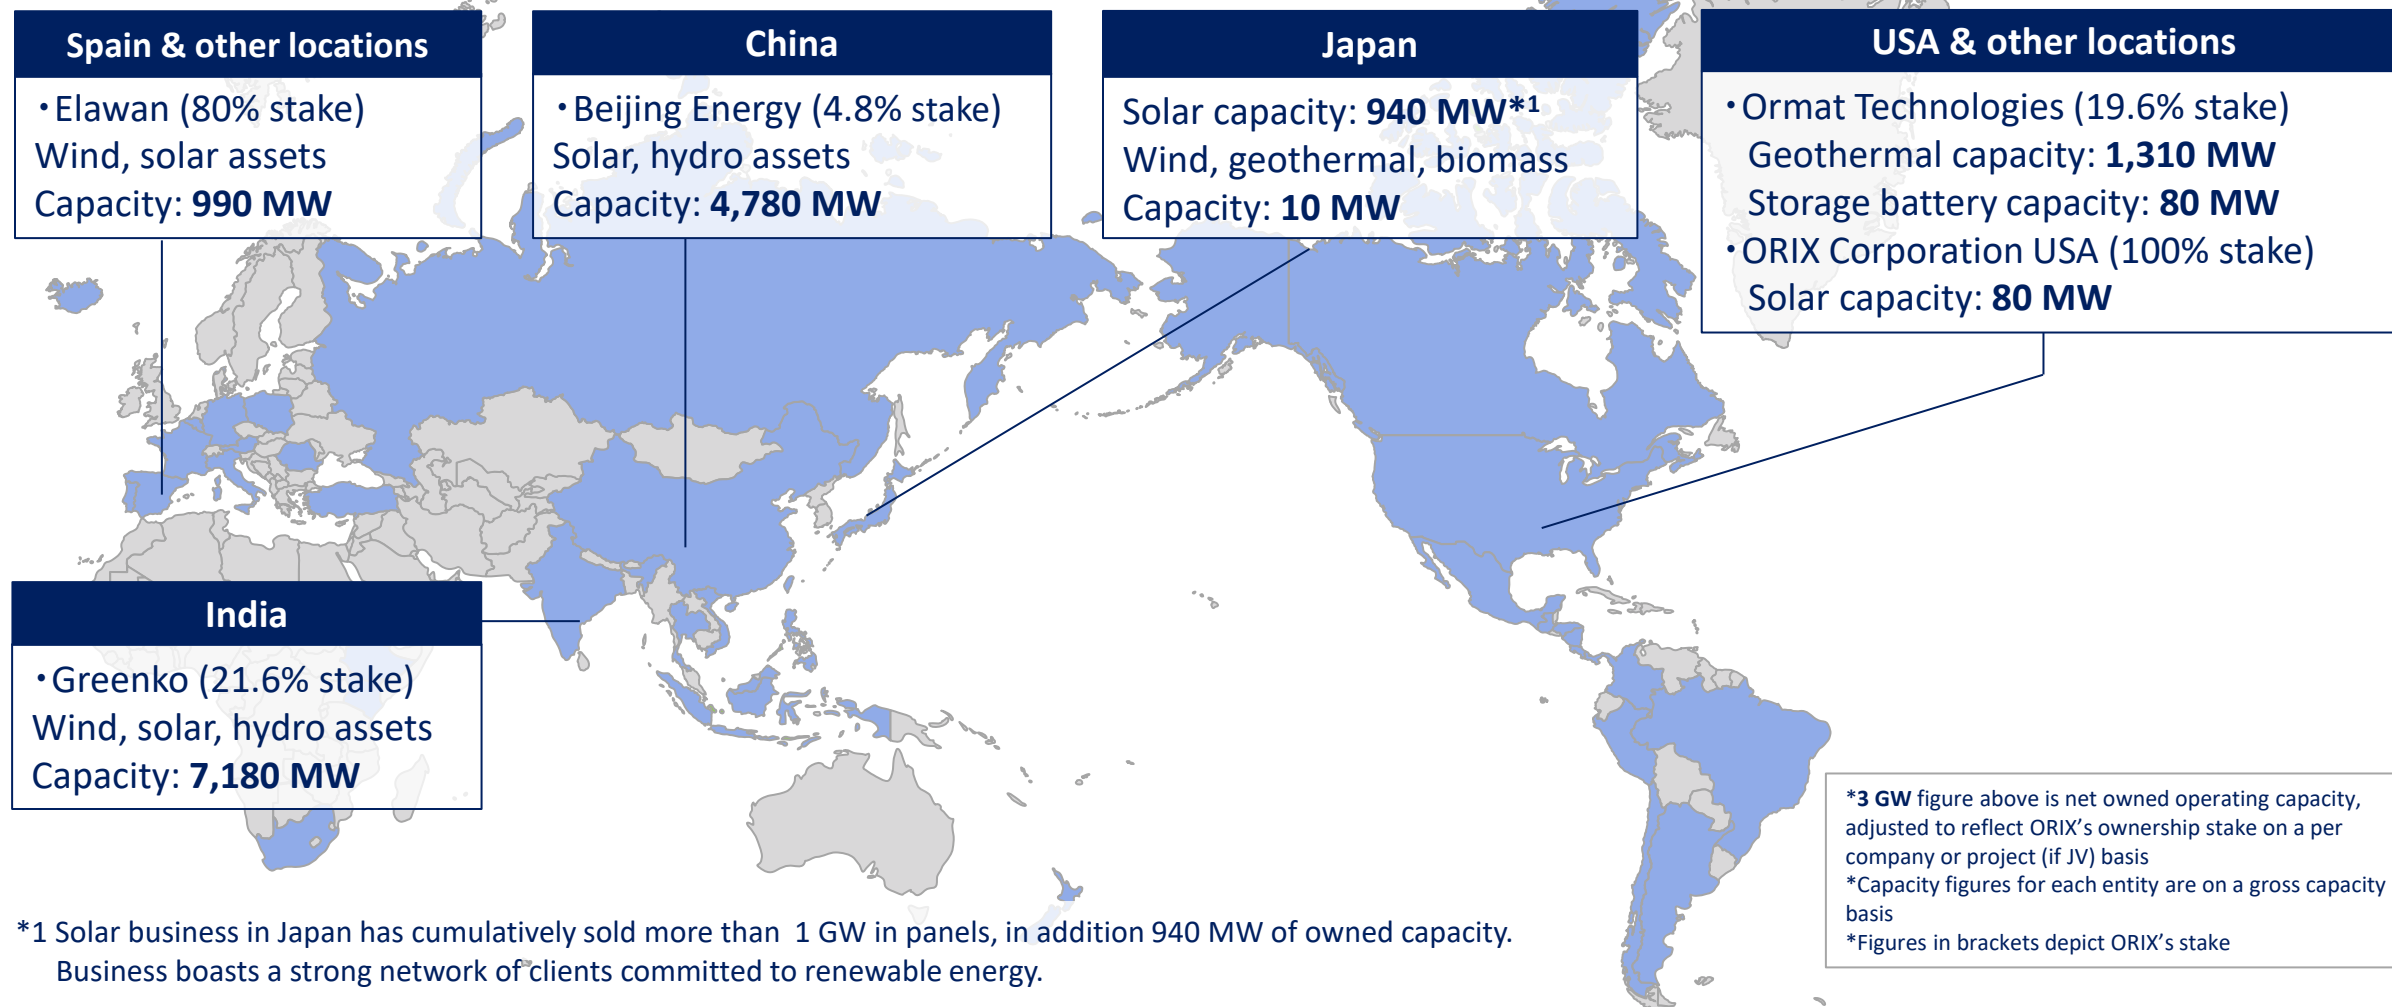 Spain & other locations
・Elawan (80% stake)
Wind, solar assets
Capacity: 990 MW
China
・Beijing Energy (4.8% stake)
Solar, hydro assets
Capacity: 4,780 MW
Japan
Solar capacity: 940 MW*1
Wind, geothermal, biomass
Capacity: 10 MW
USA & other locations
・Ormat Technologies (19.6% stake)
Geothermal capacity: 1,310 MW
Storage battery capacity: 80 MW
・ORIX Corporation USA (100% stake)
Solar capacity: 80 MW
India
・Greenko (21.6% stake)
Wind, solar, hydro assets
Capacity: 7,180 MW
*3 GW figure above is net owned operating capacity,
adjusted to reflect ORIX’s ownership stake on a per
company or project (if JV) basis
*Capacity figures for each entity are on a gross capacity
basis
*Figures in brackets depict ORIX’s stake
*1 Solar business in Japan has cumulatively sold more than 1 GW in panels, in addition 940 MW of owned capacity.
Business boasts a strong network of clients committed to renewable energy.